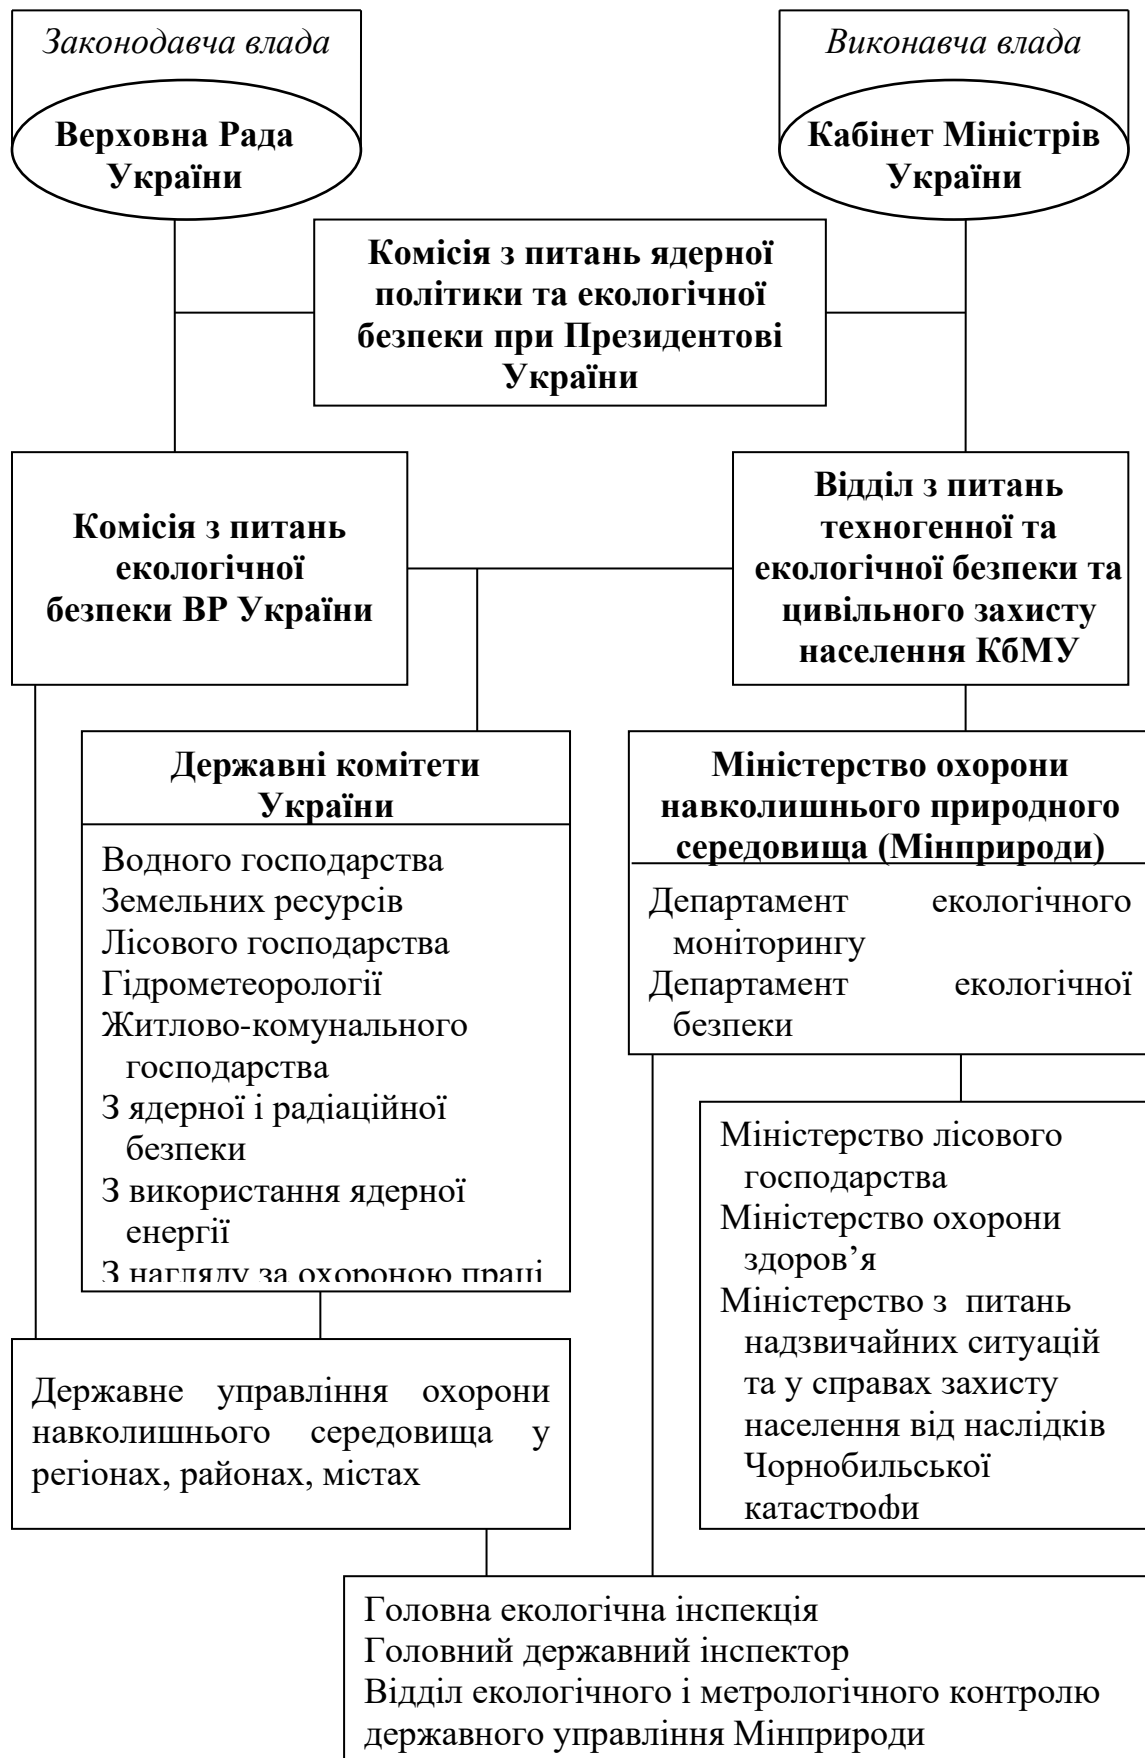 Законодавча влада
Верховна Рада
України
Виконавча влада
Кабінет Міністрів
України
Комісія з питань ядерної
політики та екологічної
безпеки при Президентові
України
Комісія з питань
екологічної
безпеки ВР України
Відділ з питань
техногенної та
екологічної безпеки та
цивільного захисту
населення КбМУ
Державні комітети
України
Водного господарства
Земельних ресурсів
Лісового господарства
Гідрометеорології
Житлово-комунального
господарства
З ядерної і радіаційної
безпеки
З використання ядерної
енергії
З нагляду за охороною праці
Міністерство охорони
навколишнього природного
середовища (Мінприроди)
Департамент екологічного
моніторингу
Департамент екологічної
безпеки
Міністерство лісового
господарства
Міністерство охорони
здоров’я
Міністерство з питань
надзвичайних ситуацій
та у справах захисту
населення від наслідків
Чорнобильської
катастрофи
Державне управління охорони
навколишнього середовища у
регіонах, районах, містах
Головна екологічна інспекція
Головний державний інспектор
Відділ екологічного і метрологічного контролю
державного управління Мінприроди